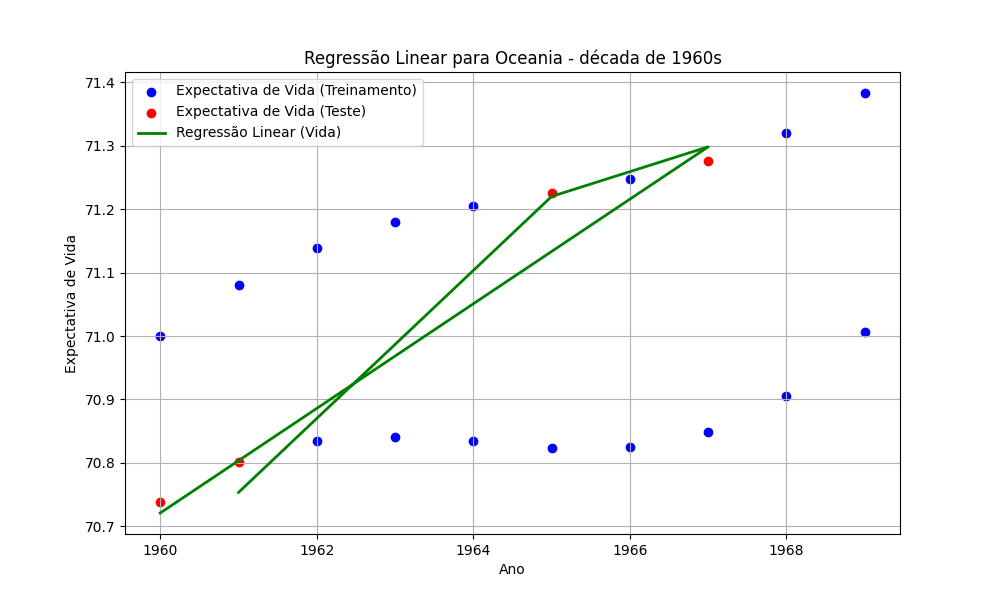 Regressão Linear para Oceania - década de 1960s
Expectativa de Vida (Treinamento)
Expectativa de Vida (Teste)
Regressão Linear (Vida)
71.4
71.3
71.2
71.1
71.0
70.9
70.8
70.7
Expectativa de Vida
1960
1962
1964
1966
1968
Ano